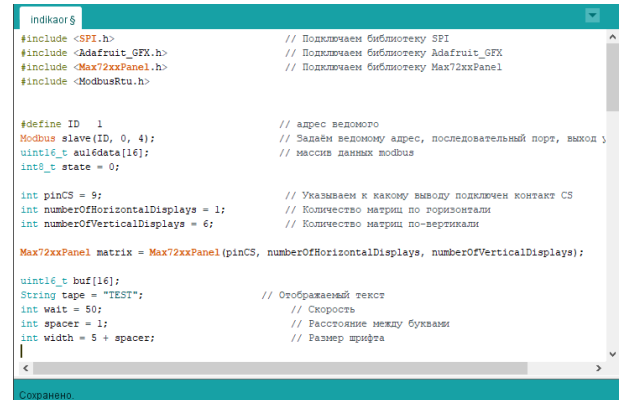 indikaor §
#include <SPI.h> // Подключаем библиотеку SPI
#include <Adafruit_GFX.h> // Подключаем библиотеку Adafruit_GFX
#include <Max72xxPanel.h> // Подключаем библиотеку Max72xxPanel
#include <ModbusRtu.h>
#define ID 1 // адрес ведомого
Modbus slave(ID, 0, 4); // Задаём ведомому адрес, последовательный порт, выход у
uint16_t au16data[16]; // массив данных modbus
int8_t state = 0;
int pinCS = 9; // Указываем к какому выводу подключен контакт CS
int numberOfHorizontalDisplays = 1; // Количество матриц по горизонтали
int numberOfVerticalDisplays = 6; // Количество матриц по-вертикали
Max72xxPanel matrix = Max72xxPanel(pinCS, numberOfHorizontalDisplays, numberOfVerticalDisplays);
uint16_t buf[16];
String tape = "TEST"; // Отображаемый текст
int wait = 50; // Скорость
int spacer = 1; // Расстояние между буквами
int width = 5 + spacer; // Размер шрифта
Сохранено.